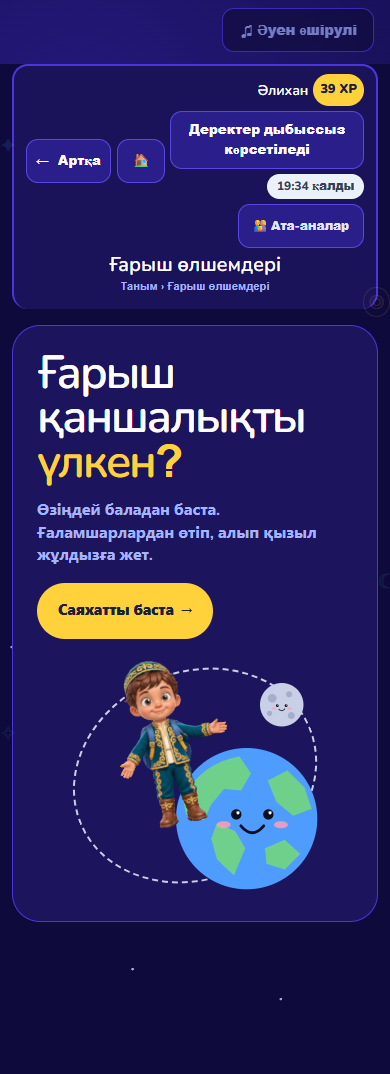 ♫ Әуен өшірулі
Әлихан 39 XP
Деректер дыбыссыз
көрсетіледі
← Артқа
19:34 қалды
Ата-аналар
Ғарыш өлшемдері
Таным › Ғарыш өлшемдері
Ғарыш
қаншалықты
үлкен?
Өзіңдей баладан баста.
Ғаламшарлардан өтіп, алып қызыл
жұлдызға жет.
Саяхатты баста →